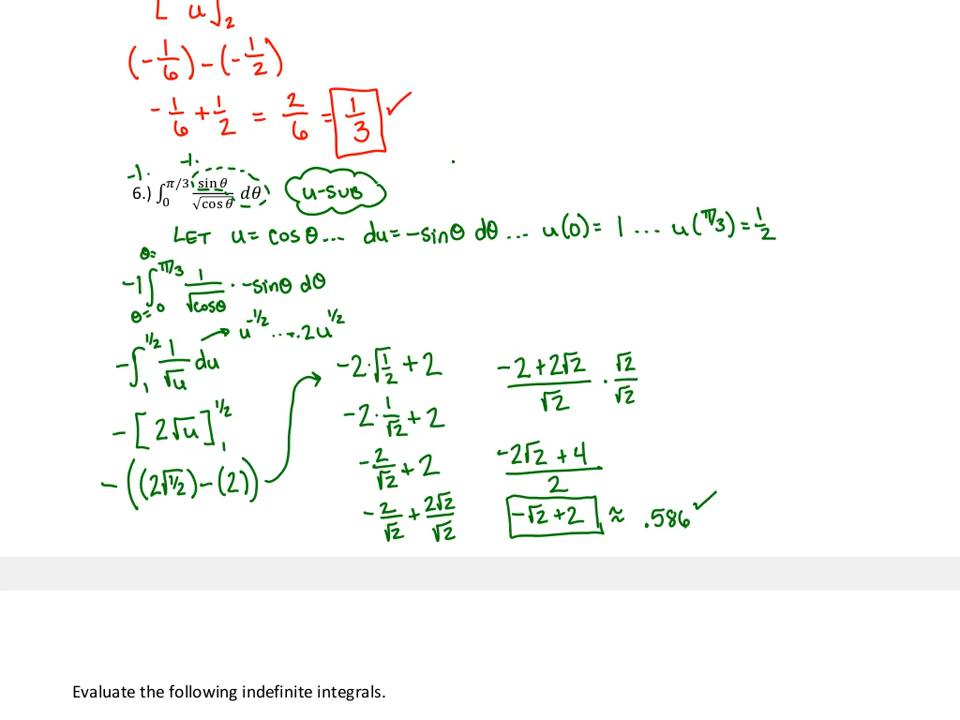 [ u ]₂
(-1/6) - (-1/2)
-1/6 + 1/2 = 2/6 = 1/3 ✓
-1. -1.
6.) ∫₀^π/3 sin θ/√cos θ dθ U-SUB
LET u = cosθ ... du = -sinθ dθ ... u(0) = 1 ... u(π/3) = 1/2
θ=
-1∫₀^π/3 1/√cosθ · -sinθ dθ
θ=
u^-1/2 .... 2u^1/2
-∫₁^1/2 1/√u du
-[2√u]₁^1/2
-((2√1/2) - (2))
-2·√1/2 + 2
-2·1/√2 + 2
-2/√2 + 2
-2/√2 + 2√2/√2
-2+2√2/√2 · √2/√2
-2√2 + 4/2
-√2 + 2 ≈ .586 ✓
Evaluate the following indefinite integrals.